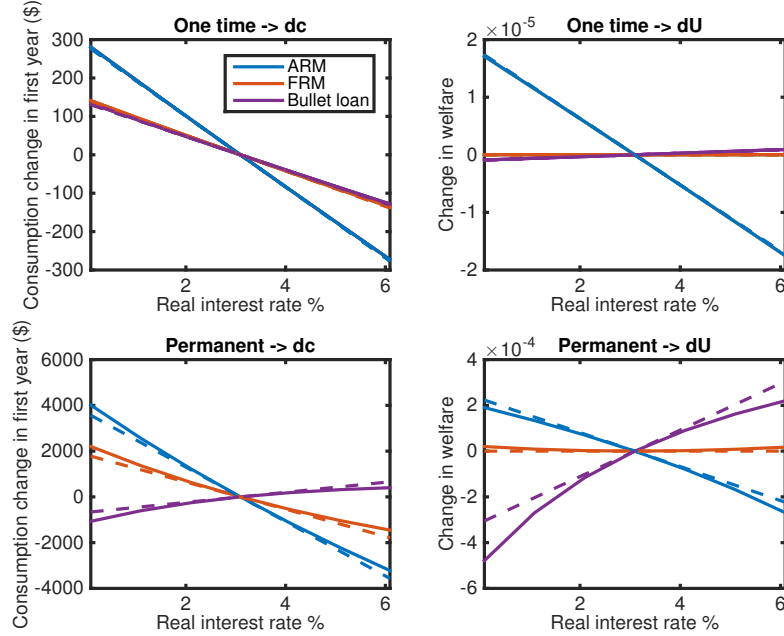 One time -> dc
Consumption change in first year ($)
300
200
100
0
-100
-200
-300
2
4
6
Real interest rate %
ARM
FRM
Bullet loan
One time -> dU
×10^-5
Change in welfare
2
1
0
-1
-2
2
4
6
Real interest rate %
Permanent -> dc
Consumption change in first year ($)
6000
4000
2000
0
-2000
-4000
2
4
6
Real interest rate %
Permanent -> dU
×10^-4
Change in welfare
4
2
0
-2
-4
-6
2
4
6
Real interest rate %